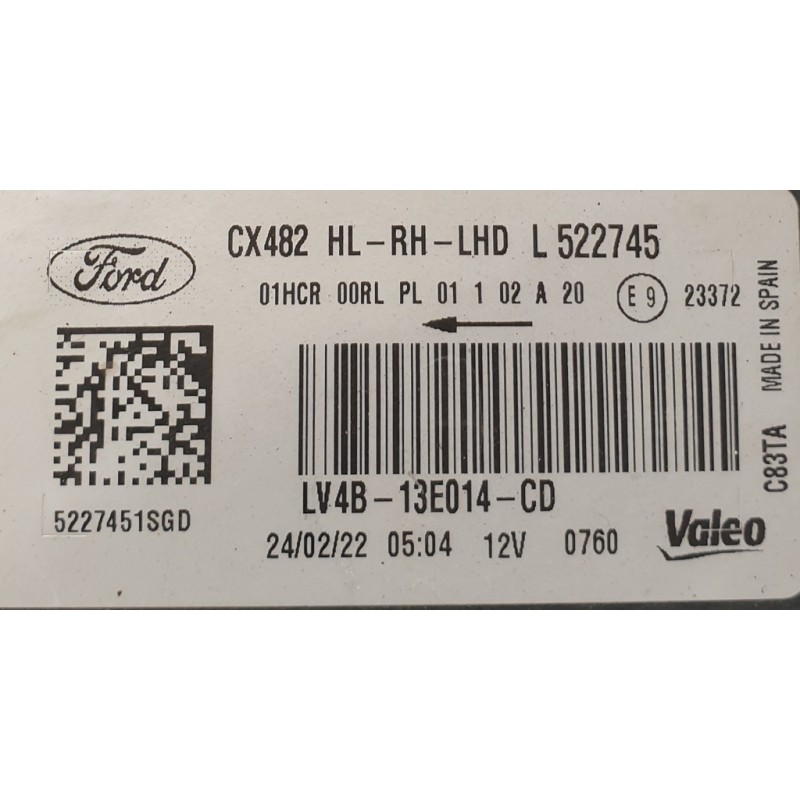 Ford
CX482 HL-RH-LHD L 522745
01HCR 00RL PL 01 1 02 A 20 E9 23372
LV4B-13E014-CD
5227451SGD
24/02/22 05:04 12V 0760
Valeo
C83TA MADE IN SPAIN